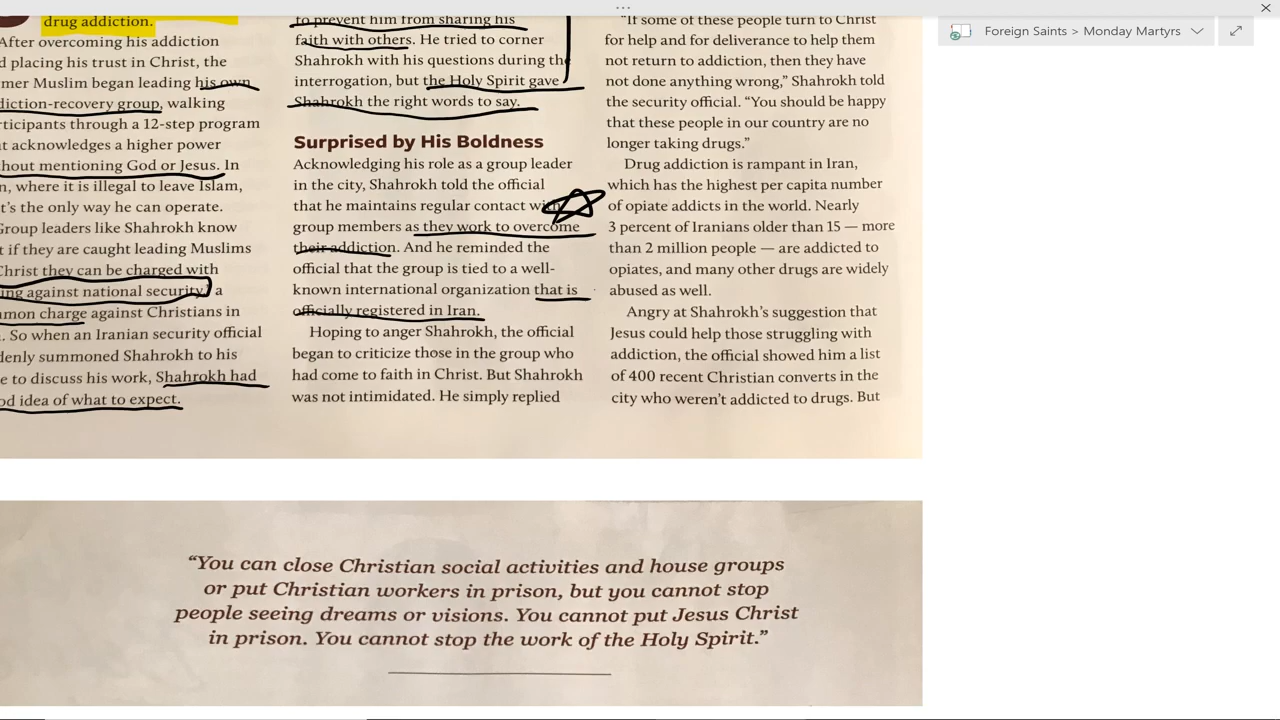 drug addiction.
After overcoming his addiction
d placing his trust in Christ, the
mer Muslim began leading his own
diction-recovery group, walking
rticipants through a 12-step program
at acknowledges a higher power
hout mentioning God or Jesus. In
n, where it is illegal to leave Islam,
t's the only way he can operate.
Group leaders like Shahrokh know
t if they are caught leading Muslims
Christ they can be charged with
ing against national security, a
mmon charge against Christians in
. So when an Iranian security official
denly summoned Shahrokh to his
e to discuss his work, Shahrokh had
od idea of what to expect.
to prevent him from sharing his
faith with others. He tried to corner
Shahrokh with his questions during the
interrogation, but the Holy Spirit gave
Shahrokh the right words to say.
Surprised by His Boldness
Acknowledging his role as a group leader
in the city, Shahrokh told the official
that he maintains regular contact with
group members as they work to overcome
their addiction. And he reminded the
official that the group is tied to a well-
known international organization that is
officially registered in Iran.
Hoping to anger Shahrokh, the official
began to criticize those in the group who
had come to faith in Christ. But Shahrokh
was not intimidated. He simply replied
"If some of these people turn to Christ
for help and for deliverance to help them
not return to addiction, then they have
not done anything wrong," Shahrokh told
the security official. "You should be happy
that these people in our country are no
longer taking drugs."
Drug addiction is rampant in Iran,
which has the highest per capita number
of opiate addicts in the world. Nearly
3 percent of Iranians older than 15 — more
than 2 million people — are addicted to
opiates, and many other drugs are widely
abused as well.
Angry at Shahrokh's suggestion that
Jesus could help those struggling with
addiction, the official showed him a list
of 400 recent Christian converts in the
city who weren't addicted to drugs. But
Foreign Saints > Monday Martyrs
"You can close Christian social activities and house groups
or put Christian workers in prison, but you cannot stop
people seeing dreams or visions. You cannot put Jesus Christ
in prison. You cannot stop the work of the Holy Spirit."